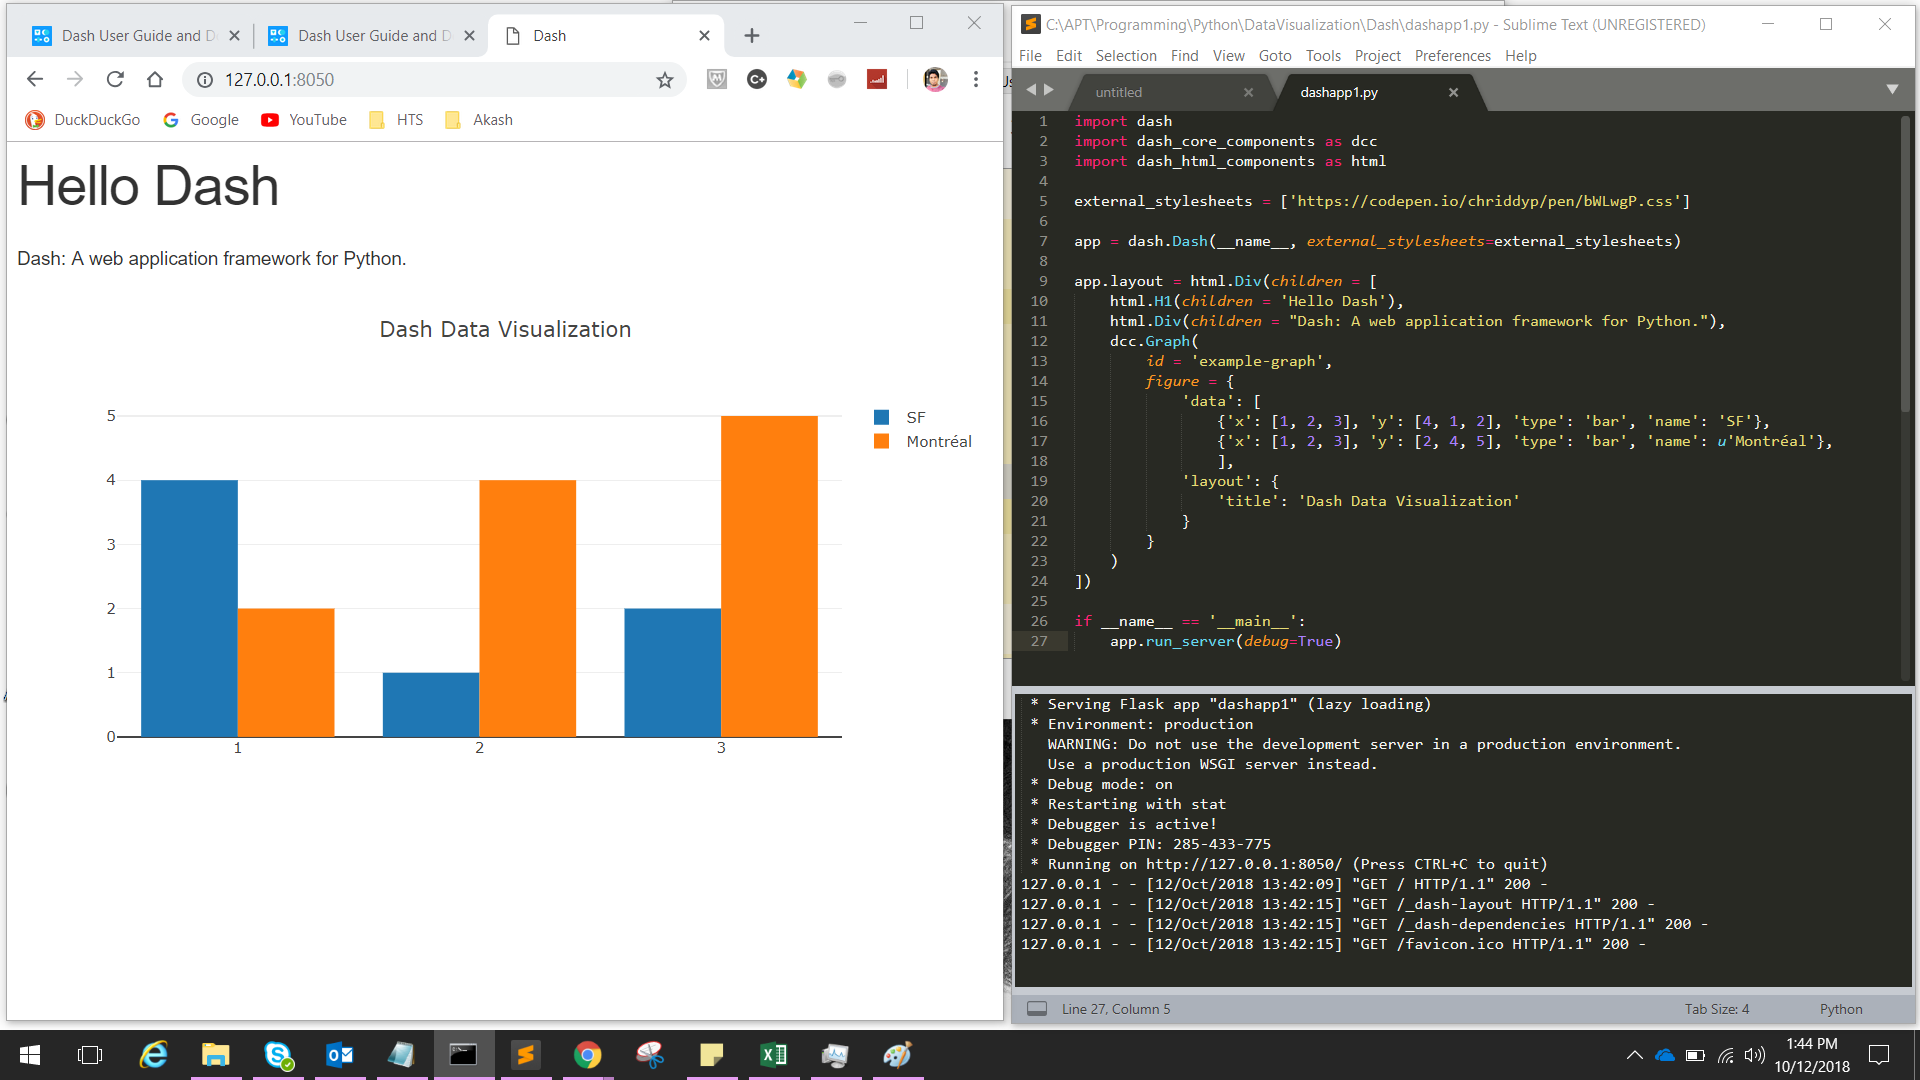 Dash User Guide and D
Dash User Guide and D
Dash
127.0.0.1:8050
DuckDuckGo
Google
YouTube
HTS
Akash
Hello Dash
Dash: A web application framework for Python.
Dash Data Visualization
5
4
3
2
1
0
1
2
3
SF
Montréal
C:\APT\Programming\Python\DataVisualization\Dash\dashapp1.py - Sublime Text (UNREGISTERED)
File Edit Selection Find View Goto Tools Project Preferences Help
untitled
dashapp1.py
1 import dash
2 import dash_core_components as dcc
3 import dash_html_components as html
4
5 external_stylesheets = ['https://codepen.io/chriddyp/pen/bWLwgP.css']
6
7 app = dash.Dash(__name__, external_stylesheets=external_stylesheets)
8
9 app.layout = html.Div(children = [
10 html.H1(children = 'Hello Dash'),
11 html.Div(children = "Dash: A web application framework for Python."),
12 dcc.Graph(
13 id = 'example-graph',
14 figure = {
15 'data': [
16 {'x': [1, 2, 3], 'y': [4, 1, 2], 'type': 'bar', 'name': 'SF'},
17 {'x': [1, 2, 3], 'y': [2, 4, 5], 'type': 'bar', 'name': u'Montréal'},
18 ],
19 'layout': {
20 'title': 'Dash Data Visualization'
21 }
22 }
23 )
24 ])
25
26 if __name__ == '__main__':
27 app.run_server(debug=True)
* Serving Flask app "dashapp1" (lazy loading)
* Environment: production
WARNING: Do not use the development server in a production environment.
Use a production WSGI server instead.
* Debug mode: on
* Restarting with stat
* Debugger is active!
* Debugger PIN: 285-433-775
* Running on http://127.0.0.1:8050/ (Press CTRL+C to quit)
127.0.0.1 - - [12/Oct/2018 13:42:09] "GET / HTTP/1.1" 200 -
127.0.0.1 - - [12/Oct/2018 13:42:15] "GET /_dash-layout HTTP/1.1" 200 -
127.0.0.1 - - [12/Oct/2018 13:42:15] "GET /_dash-dependencies HTTP/1.1" 200 -
127.0.0.1 - - [12/Oct/2018 13:42:15] "GET /favicon.ico HTTP/1.1" 200 -
Line 27, Column 5
Tab Size: 4
Python
1:44 PM
10/12/2018